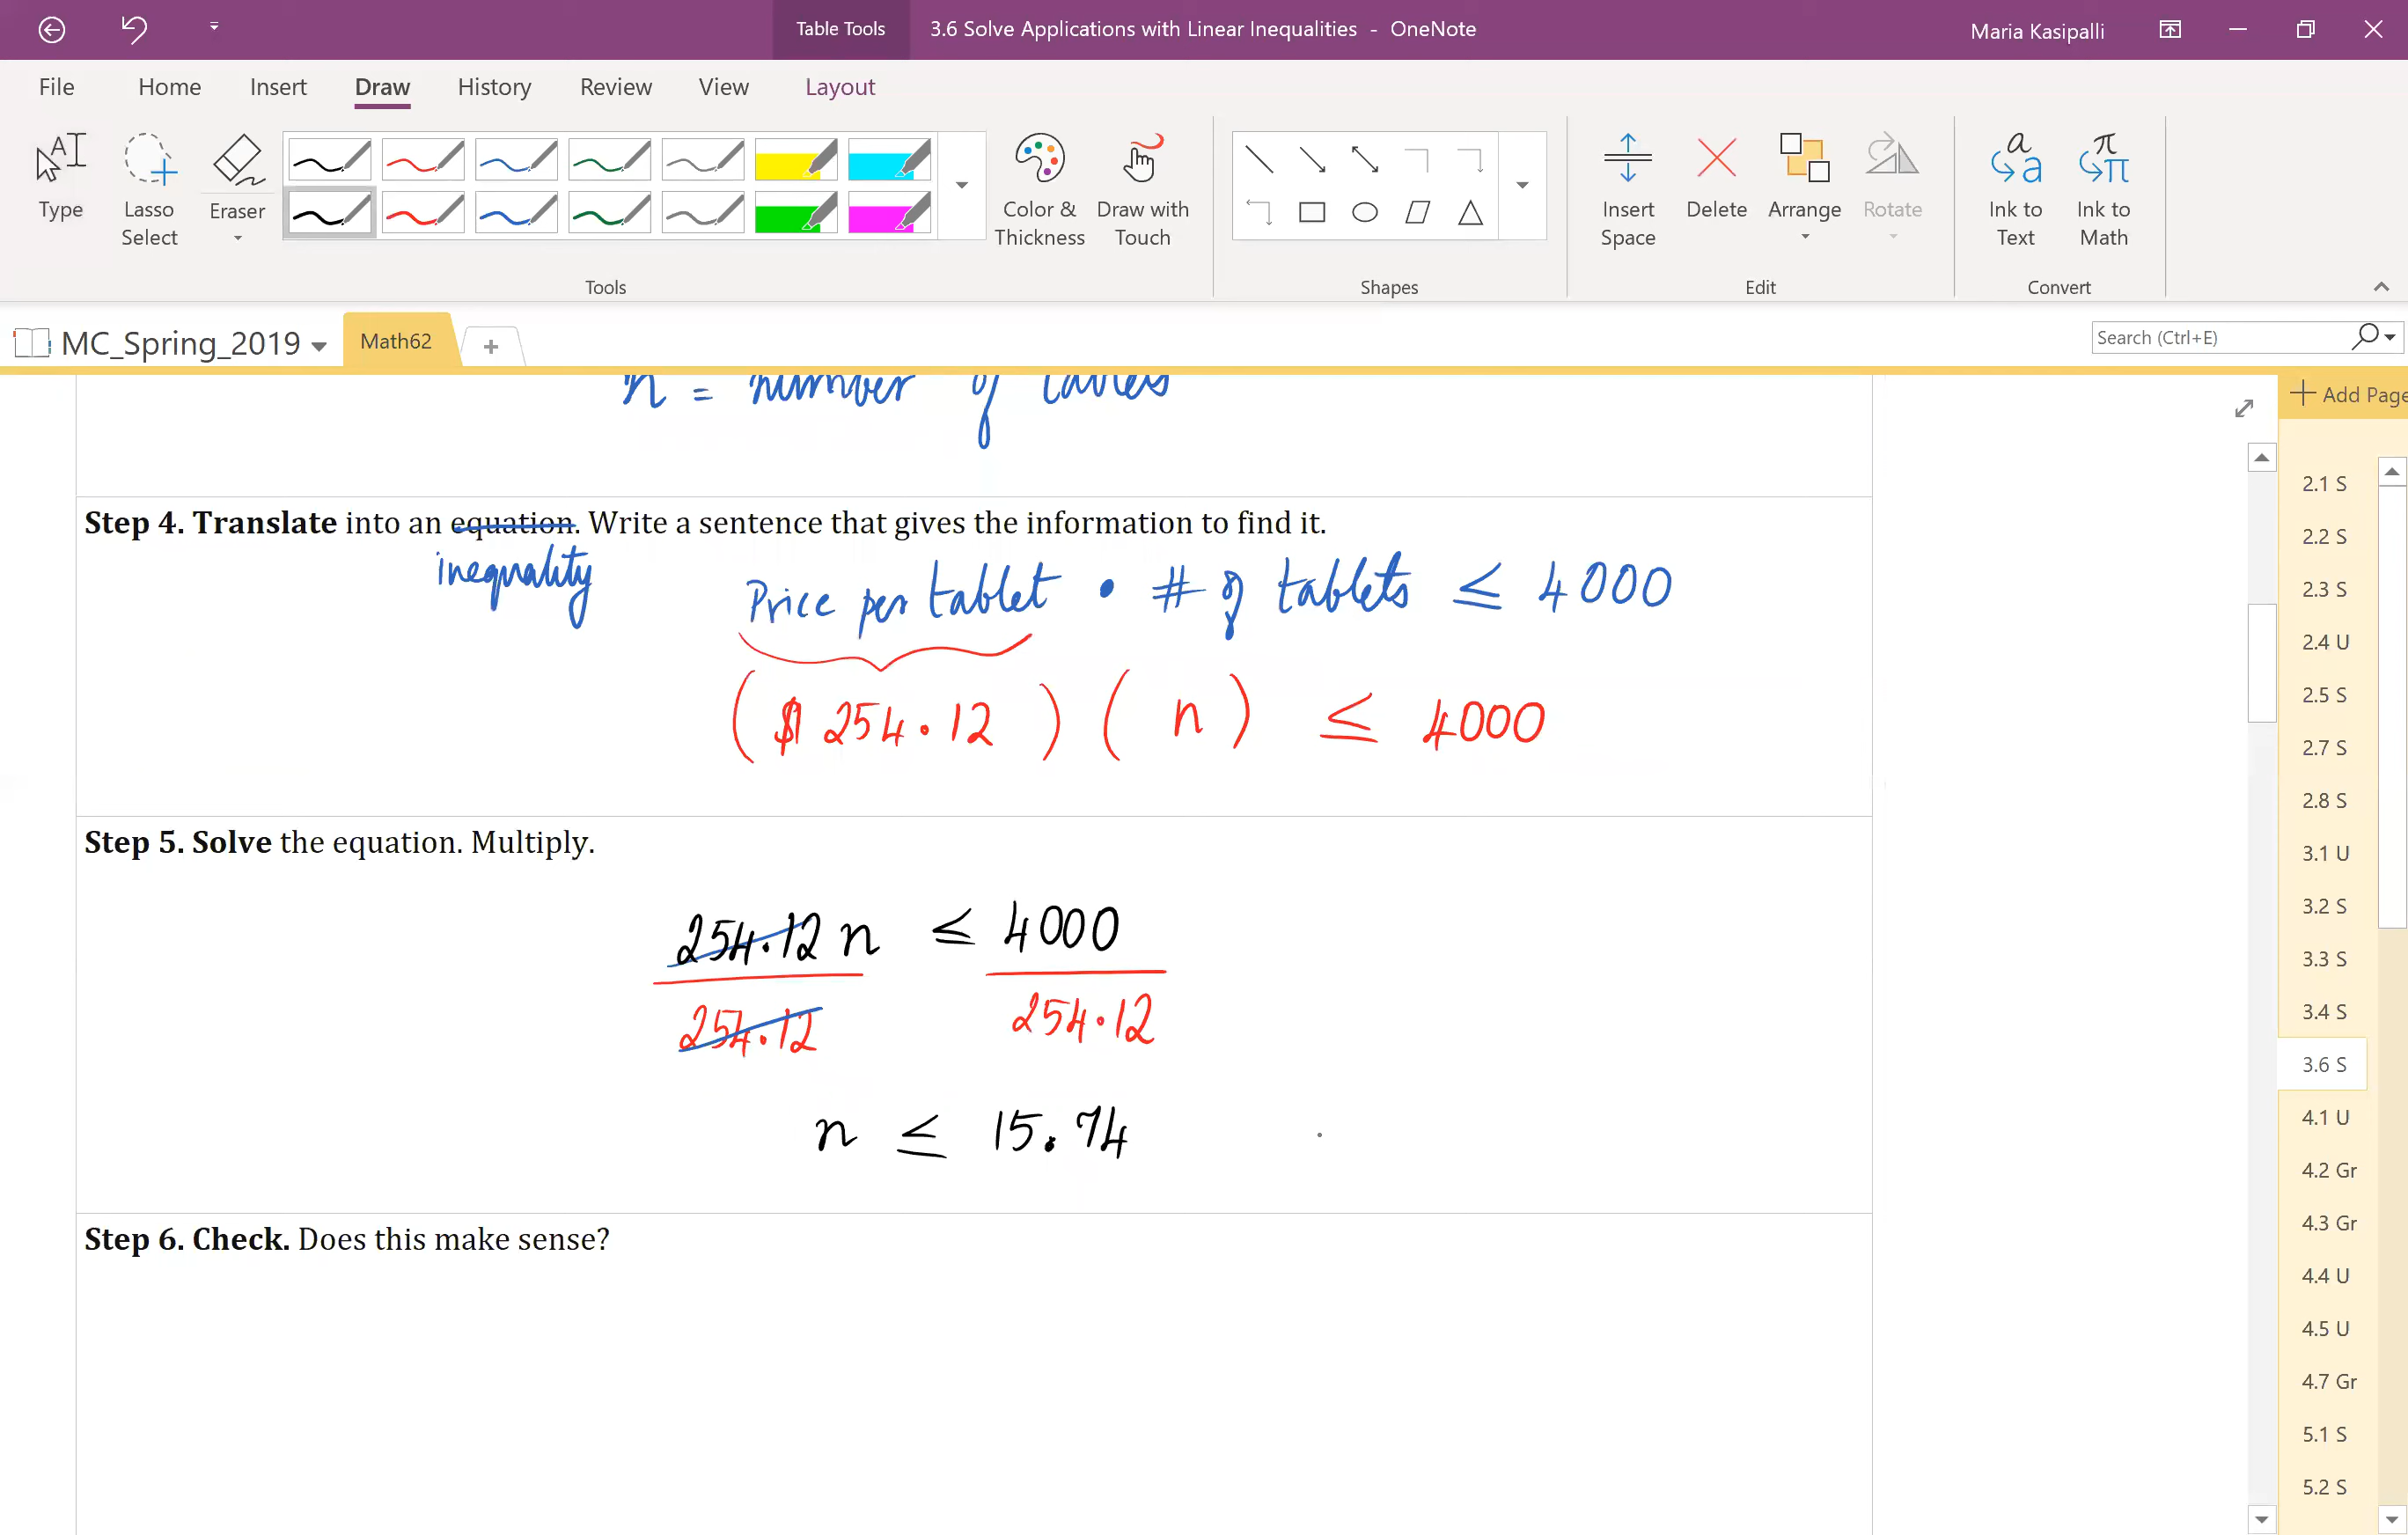 Table Tools
3.6 Solve Applications with Linear Inequalities - OneNote
Maria Kasipalli
File Home Insert Draw History Review View Layout
Type
Lasso Select
Eraser
Color & Thickness
Draw with Touch
Insert Space
Delete
Arrange
Rotate
Ink to Text
Ink to Math
Tools
Shapes
Edit
Convert
MC_Spring_2019
Math62
Search (Ctrl+E)
Add Page
n = number of tablets
Step 4. Translate into an equation. Write a sentence that gives the information to find it.
inequality
Price per tablet • # of tablets ≤ 4000
($ 254.12) (n) ≤ 4000
Step 5. Solve the equation. Multiply.
254.12 n ≤ 4000
254.12 254.12
n ≤ 15.74
Step 6. Check. Does this make sense?
2.1 S
2.2 S
2.3 S
2.4 U
2.5 S
2.7 S
2.8 S
3.1 U
3.2 S
3.3 S
3.4 S
3.6 S
4.1 U
4.2 Gr
4.3 Gr
4.4 U
4.5 U
4.7 Gr
5.1 S
5.2 S